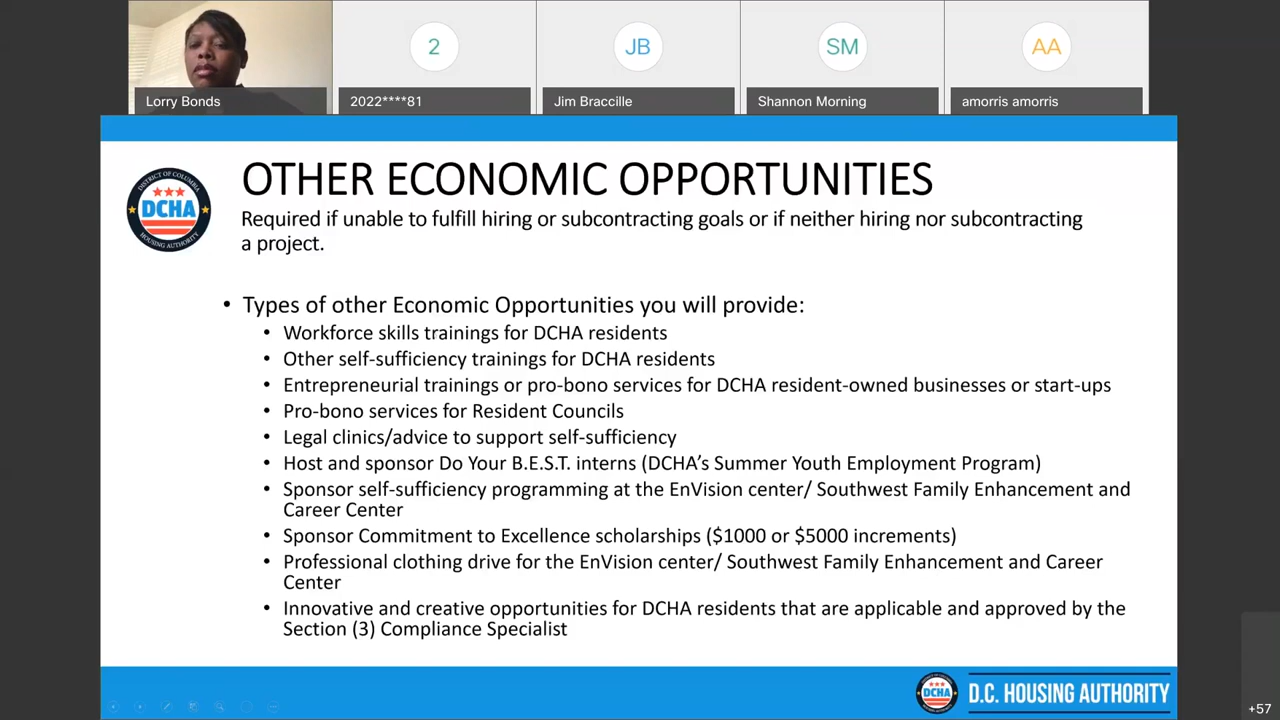 2
JB
SM
AA
Lorry Bonds
2022****81
Jim Braccille
Shannon Morning
amorris amorris
OTHER ECONOMIC OPPORTUNITIES
Required if unable to fulfill hiring or subcontracting goals or if neither hiring nor subcontracting
a project.
DISTRICT OF COLUMBIA
DCHA
HOUSING AUTHORITY
• Types of other Economic Opportunities you will provide:
• Workforce skills trainings for DCHA residents
• Other self-sufficiency trainings for DCHA residents
• Entrepreneurial trainings or pro-bono services for DCHA resident-owned businesses or start-ups
• Pro-bono services for Resident Councils
• Legal clinics/advice to support self-sufficiency
• Host and sponsor Do Your B.E.S.T. interns (DCHA’s Summer Youth Employment Program)
• Sponsor self-sufficiency programming at the EnVision center/ Southwest Family Enhancement and
Career Center
• Sponsor Commitment to Excellence scholarships ($1000 or $5000 increments)
• Professional clothing drive for the EnVision center/ Southwest Family Enhancement and Career
Center
• Innovative and creative opportunities for DCHA residents that are applicable and approved by the
Section (3) Compliance Specialist
DCHA
D.C. HOUSING AUTHORITY
+57